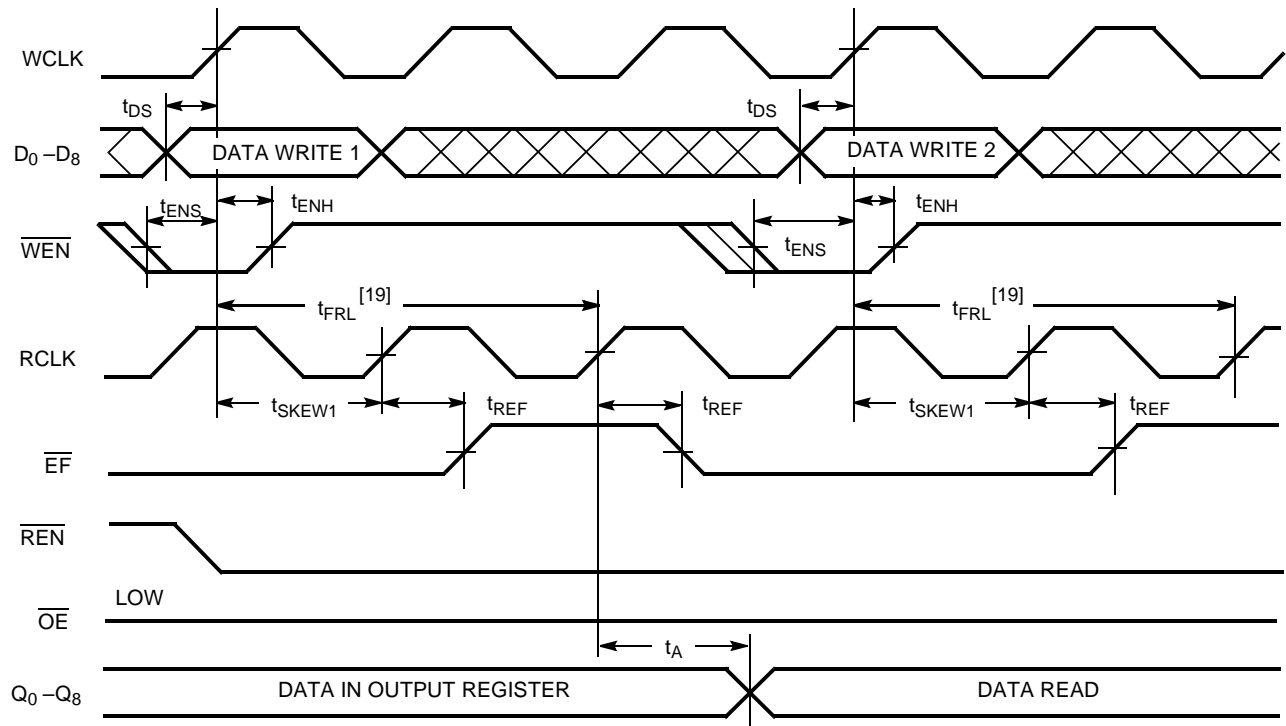 WCLK
tDS
tDS
D0 –D8
DATA WRITE 1
DATA WRITE 2
tENS
tENH
tENH
WEN
tENS
tFRL [19]
tFRL [19]
RCLK
tSKEW1
tREF
tREF
tSKEW1
tREF
EF
REN
LOW
OE
tA
Q0 –Q8
DATA IN OUTPUT REGISTER
DATA READ